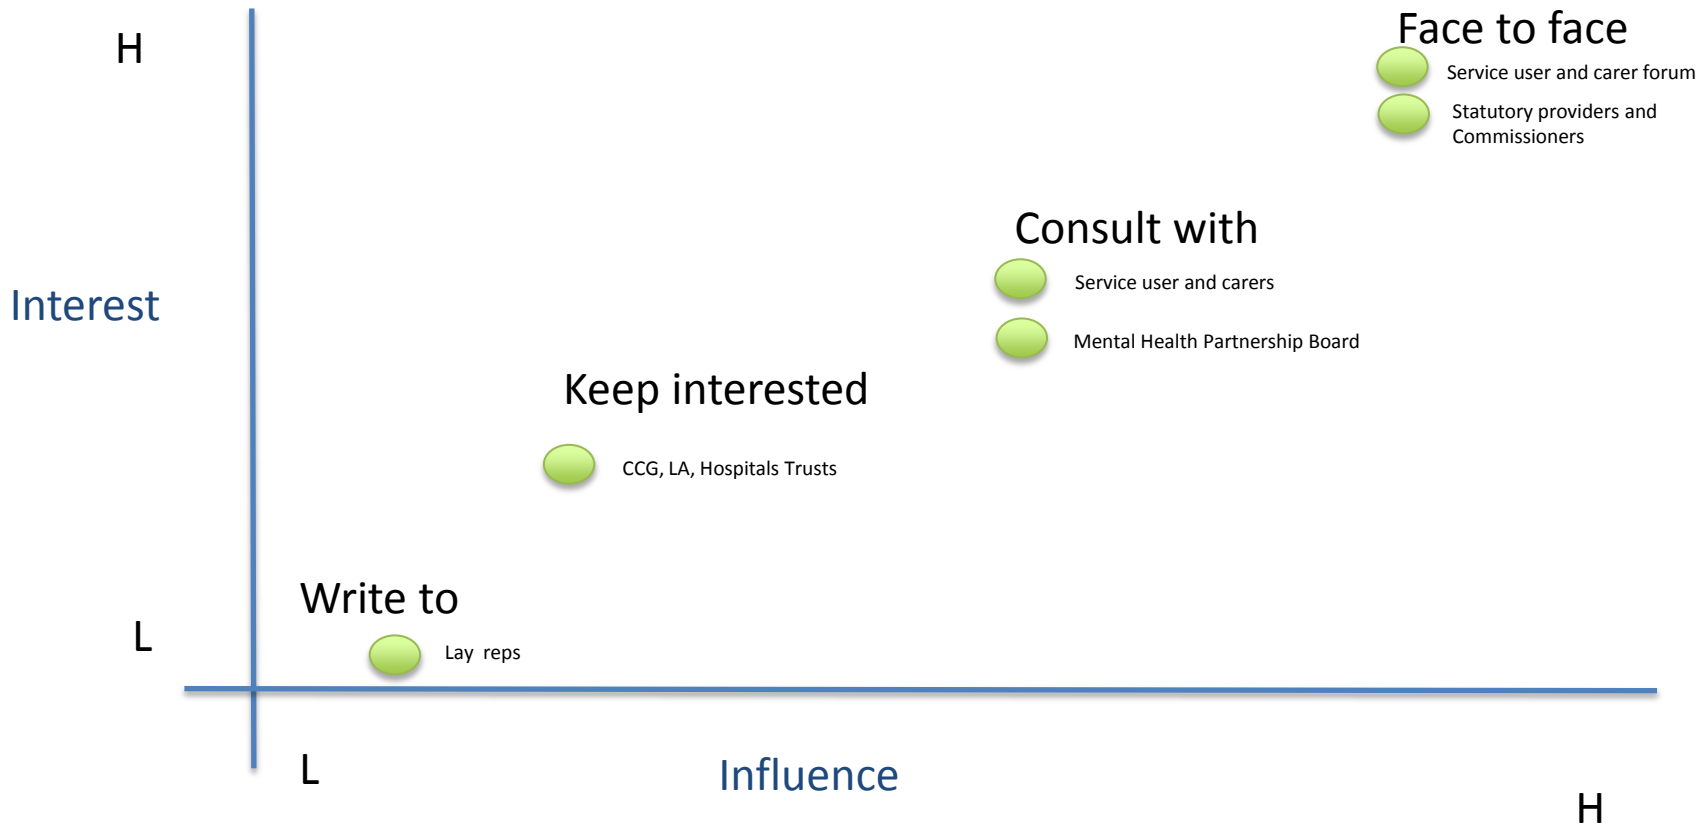 H
Face to face
Service user and carer forum
Statutory providers and
Commissioners
Consult with
Service user and carers
Interest
Mental Health Partnership Board
Keep interested
CCG, LA, Hospitals Trusts
Write to
L
Lay reps
L
Influence
H